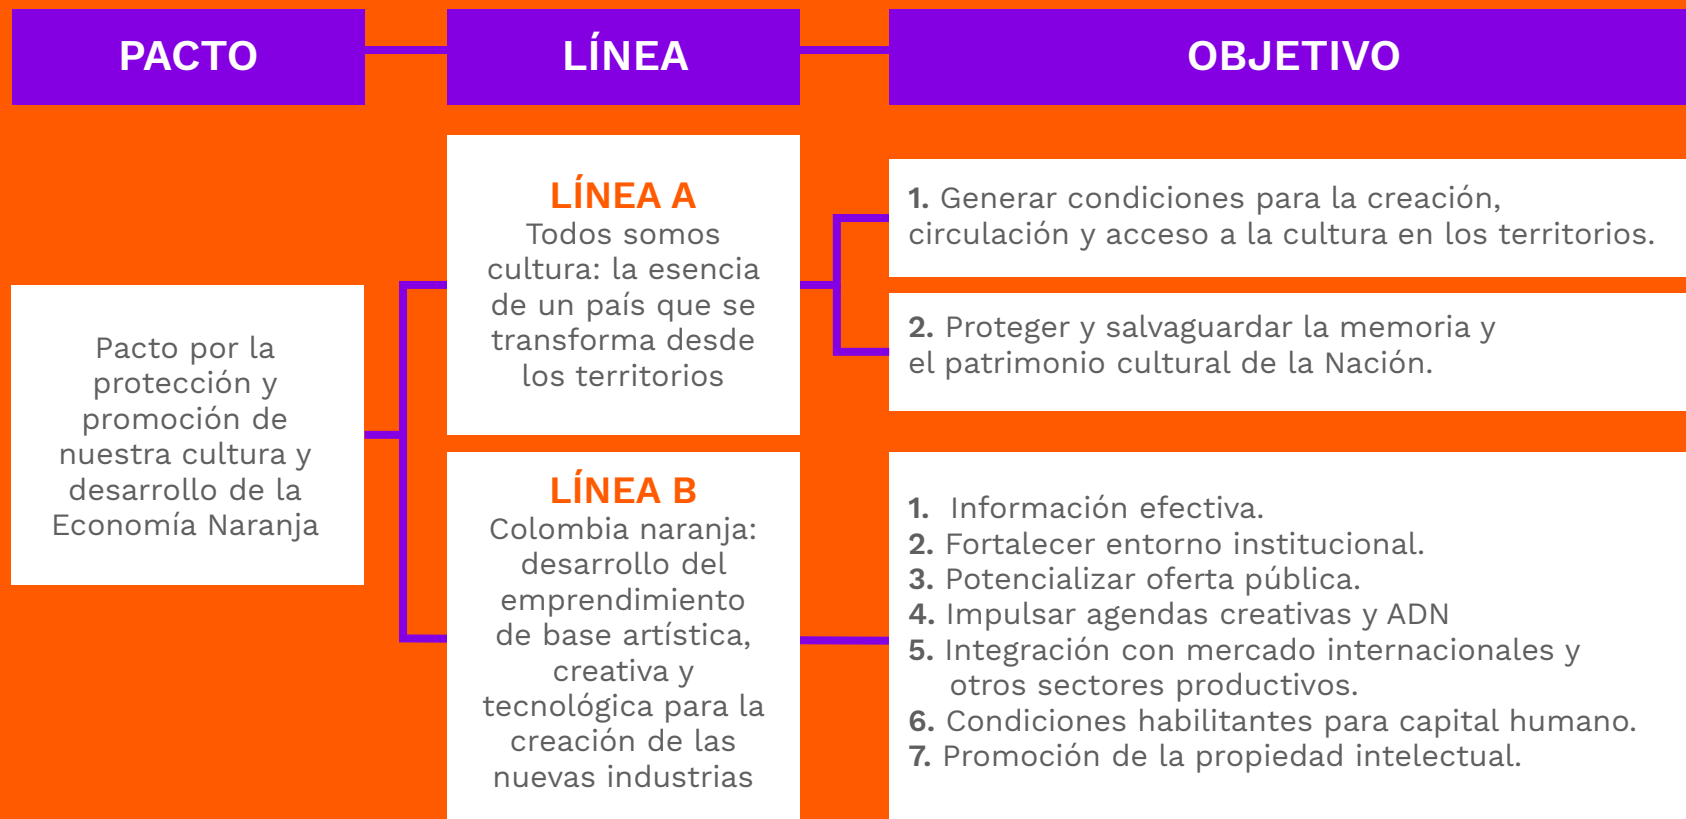 PACTO
LÍNEA
OBJETIVO
Pacto por la
protección y
promoción de
nuestra cultura y
desarrollo de la
Economía Naranja
LÍNEA A
Todos somos
cultura: la esencia
de un país que se
transforma desde
los territorios
1. Generar condiciones para la creación,
circulación y acceso a la cultura en los territorios.
2. Proteger y salvaguardar la memoria y
el patrimonio cultural de la Nación.
LÍNEA B
Colombia naranja:
desarrollo del
emprendimiento
de base artística,
creativa y
tecnológica para la
creación de las
nuevas industrias
1. Información efectiva.
2. Fortalecer entorno institucional.
3. Potencializar oferta pública.
4. Impulsar agendas creativas y ADN
5. Integración con mercado internacionales y
otros sectores productivos.
6. Condiciones habilitantes para capital humano.
7. Promoción de la propiedad intelectual.